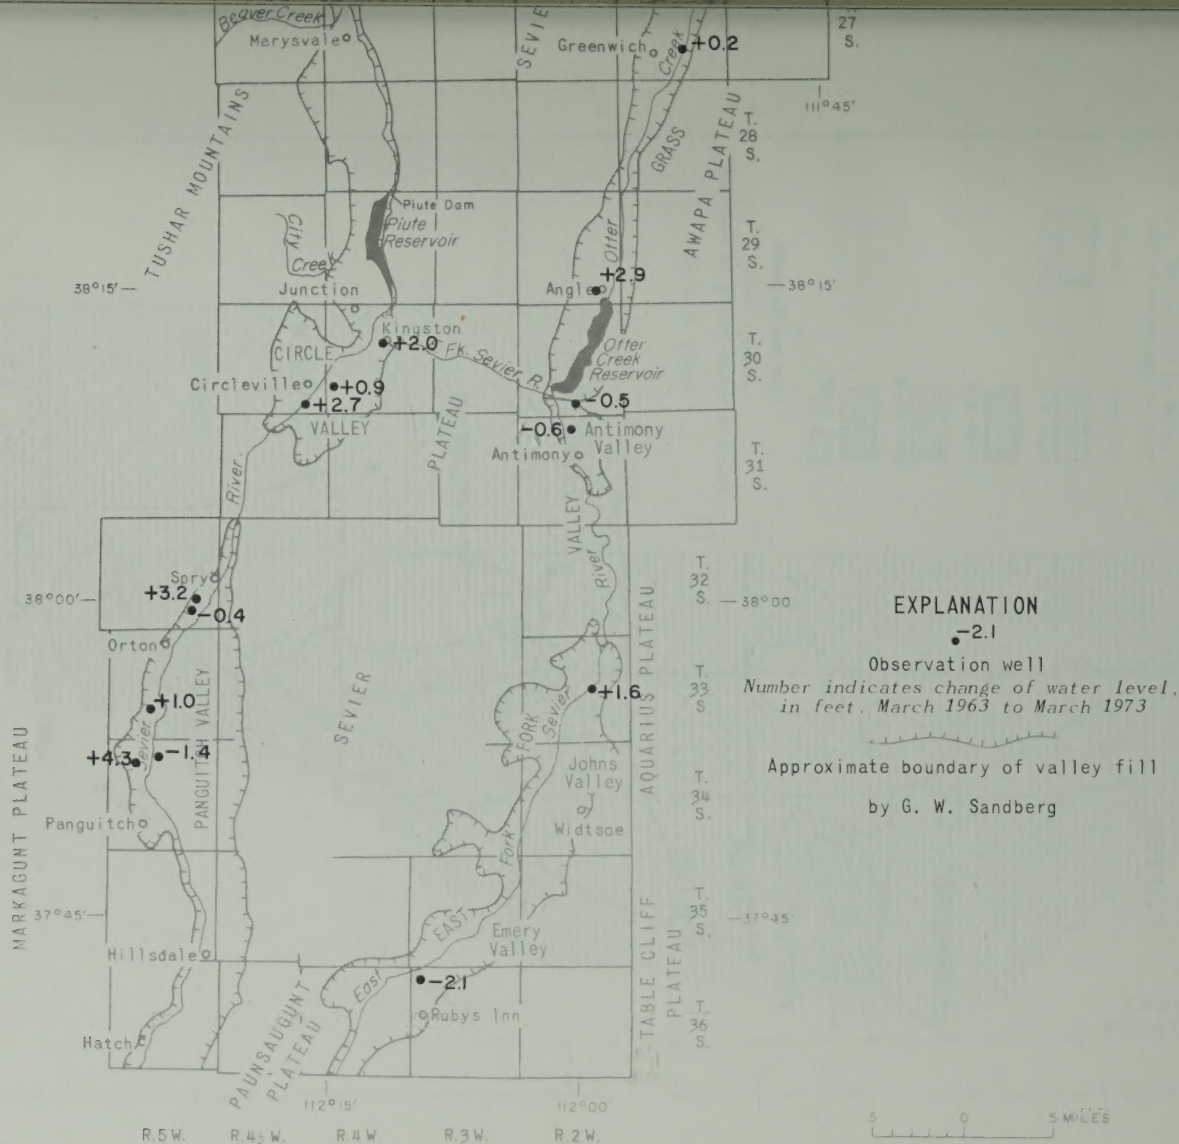 Beaver Creek
Marysvale
SEVIE
Greenwich
Creek
+0.2
27
S.
111°45'
TUSHAR MOUNTAINS
GRASS
AWAPA PLATEAU
T.
28
S.
Piute Dam
Piute
Reservoir
City
Creek
Otter
T.
29
S.
38°15'
Junction
Angle
+2.9
38°15'
Kingston
+2.0
Fk. Sevier R.
CIRCLE
Otter
Creek
Reservoir
T.
30
S.
Circleville
+0.9
+2.7
VALLEY
PLATEAU
-0.5
-0.6
Antimony
Valley
Antimony
T.
31
S.
River
VALLEY
River
Spry
+3.2
-0.4
38°00'
T.
32
S.
38°00
Orton
AQUARIUS PLATEAU
EXPLANATION
-2.1
Observation well
Number indicates change of water level,
in feet. March 1963 to March 1973
Approximate boundary of valley fill
by G. W. Sandberg
PANGUITCH VALLEY
SEVIER
+1.0
+1.6
T.
33
S.
FORK
Sevier
Sevier
+4.3
-1.4
MARKAGUNT PLATEAU
Johns
Valley
Widtsoe
T.
34
S.
Panguitch
Fork
37°45'
EAST
Emery
Valley
T.
35
S.
37°45'
Hillsdale
East
-2.1
Rubys Inn
TABLE CLIFF
PLATEAU
T.
36
S.
Hatch
PAUNSAUGUNT
PLATEAU
112°15'
112°00'
R.5 W.
R.4½ W.
R.4 W
R.3 W.
R.2 W.
5
0
5 MILES